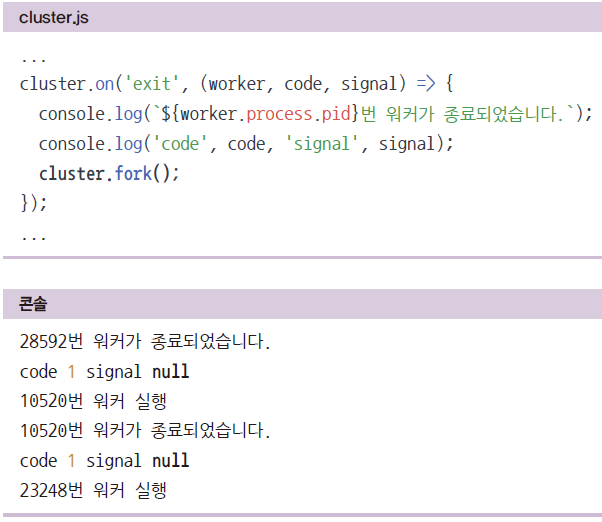 cluster.js
...
cluster.on('exit', (worker, code, signal) => {
  console.log(`${worker.process.pid}번 워커가 종료되었습니다.`);
  console.log('code', code, 'signal', signal);
  cluster.fork();
});
...
콘솔
28592번 워커가 종료되었습니다.
code 1 signal null
10520번 워커 실행
10520번 워커가 종료되었습니다.
code 1 signal null
23248번 워커 실행